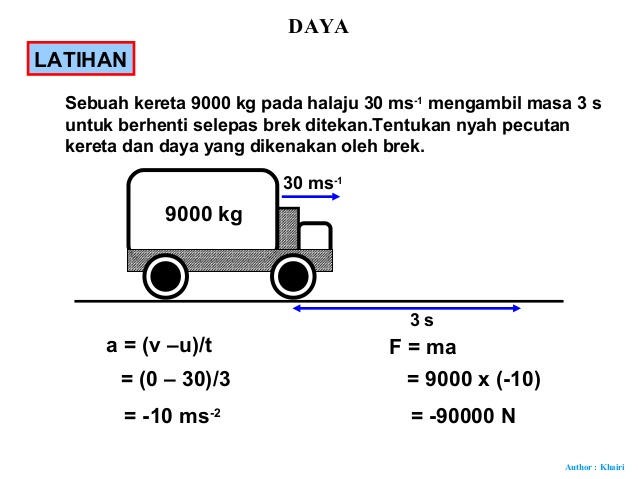 DAYA
LATIHAN
Sebuah kereta 9000 kg pada halaju 30 ms⁻¹ mengambil masa 3 s
untuk berhenti selepas brek ditekan.Tentukan nyah pecutan
kereta dan daya yang dikenakan oleh brek.
30 ms⁻¹
9000 kg
3 s
a = (v –u)/t
= (0 – 30)/3
= -10 ms⁻²
F = ma
= 9000 x (-10)
= -90000 N
Author : Khairi